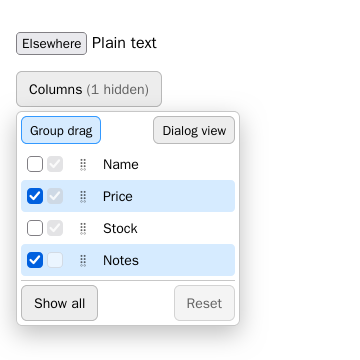 Elsewhere Plain text
Columns (1 hidden)
Group drag Dialog view
Name
Price
Stock
Notes
Show all Reset